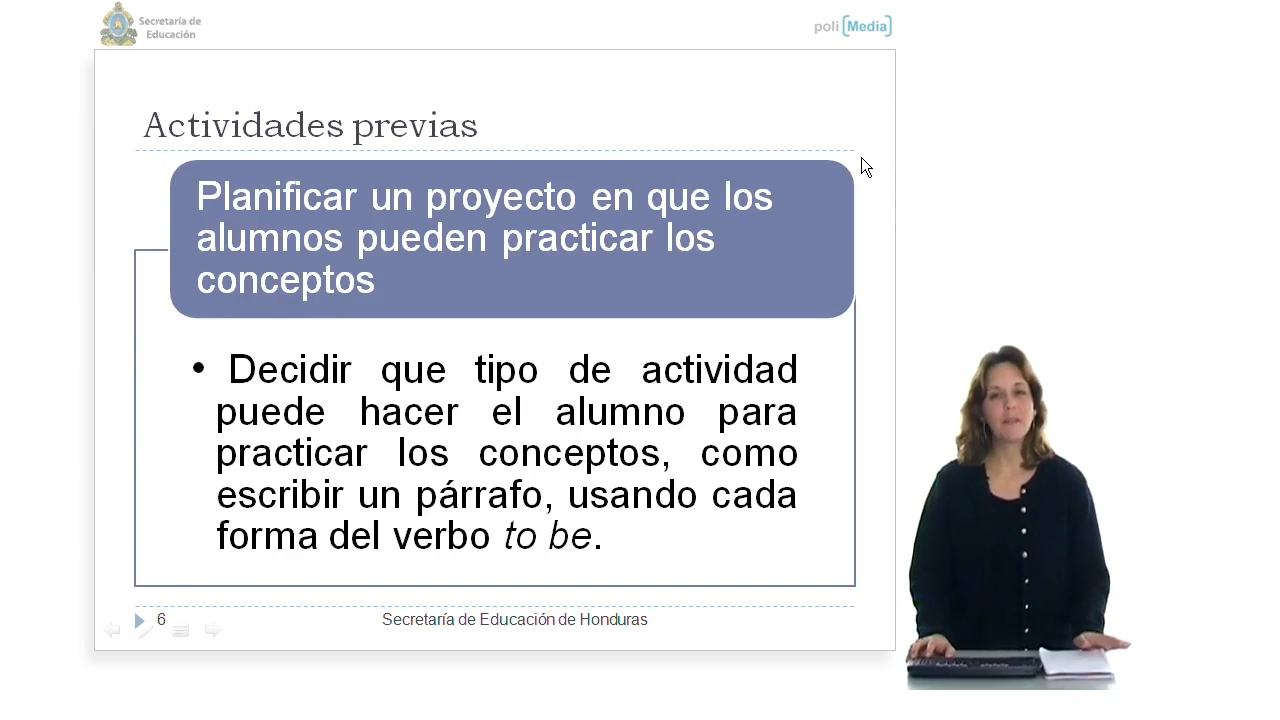 Secretaría de
Educación
poli [Media]
Actividades previas
Planificar un proyecto en que los
alumnos pueden practicar los
conceptos
• Decidir que tipo de actividad
puede hacer el alumno para
practicar los conceptos, como
escribir un párrafo, usando cada
forma del verbo to be.
6
Secretaría de Educación de Honduras